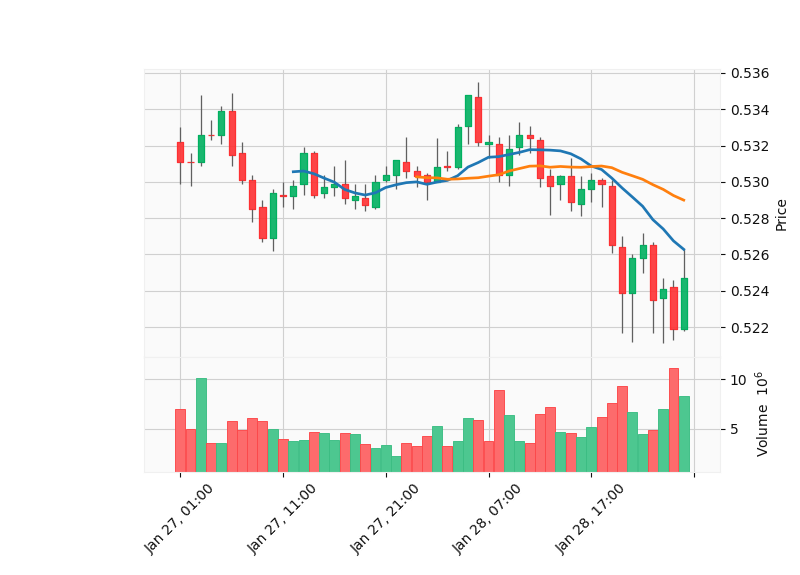 0.536
0.534
0.532
0.530
0.528
0.526
0.524
0.522
Price
10
5
Volume 10^6
Jan 27, 01:00
Jan 27, 11:00
Jan 27, 21:00
Jan 28, 07:00
Jan 28, 17:00